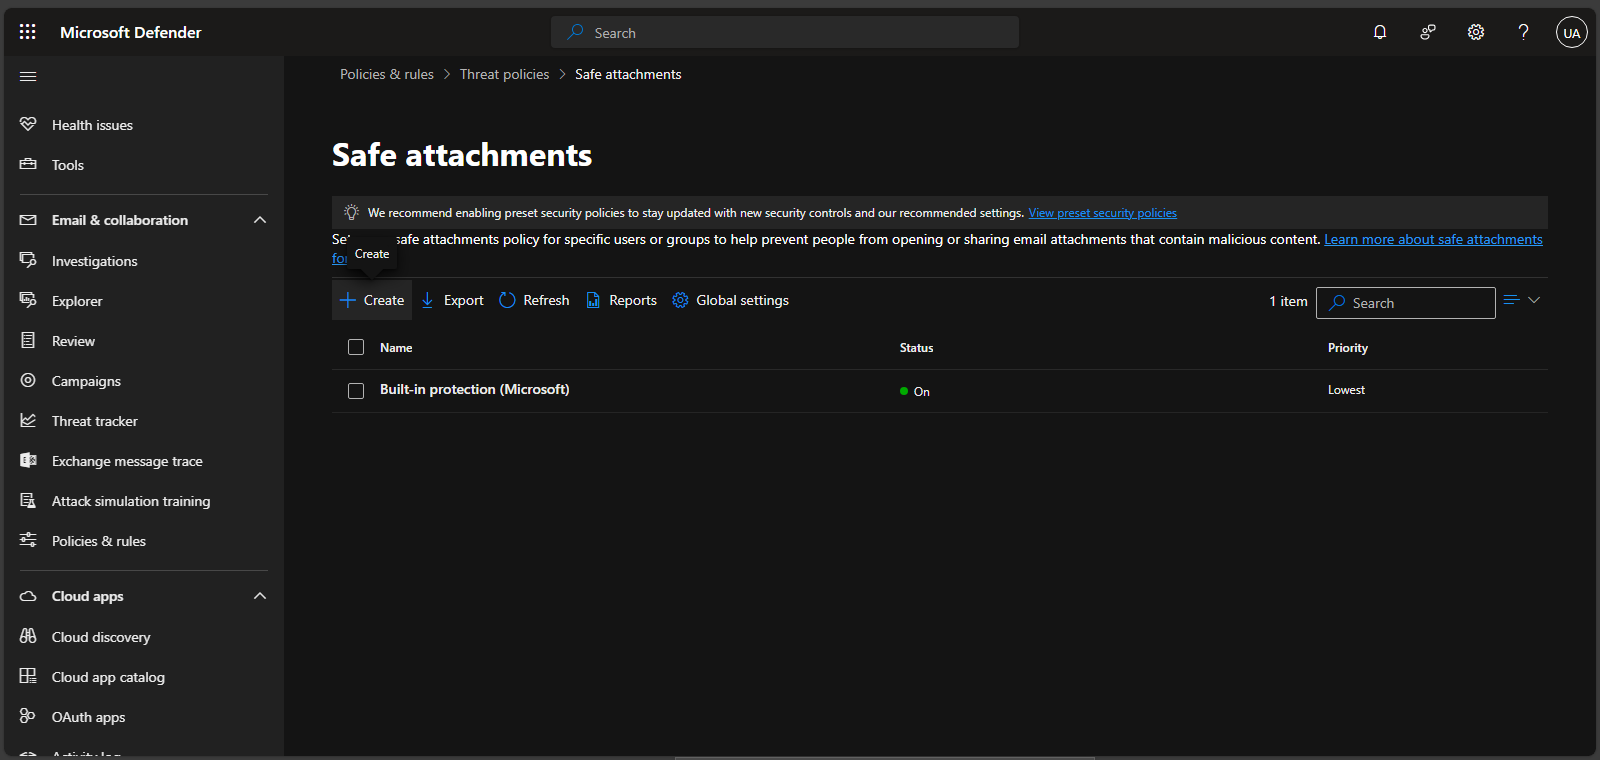 Microsoft Defender
Search
UA
Policies & rules > Threat policies > Safe attachments
Health issues
Tools
Email & collaboration
Investigations
Explorer
Review
Campaigns
Threat tracker
Exchange message trace
Attack simulation training
Policies & rules
Cloud apps
Cloud discovery
Cloud app catalog
OAuth apps
Activity log
Safe attachments
We recommend enabling preset security policies to stay updated with new security controls and our recommended settings. View preset security policies
safe attachments policy for specific users or groups to help prevent people from opening or sharing email attachments that contain malicious content. Learn more about safe attachments
Create
Create Export Refresh Reports Global settings 1 item Search
Name Status Priority
Built-in protection (Microsoft) On Lowest